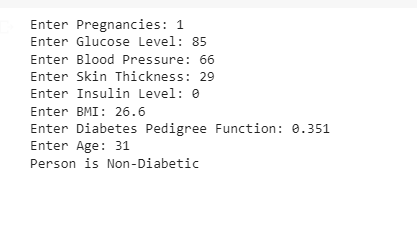 Enter Pregnancies: 1
Enter Glucose Level: 85
Enter Blood Pressure: 66
Enter Skin Thickness: 29
Enter Insulin Level: 0
Enter BMI: 26.6
Enter Diabetes Pedigree Function: 0.351
Enter Age: 31
Person is Non-Diabetic